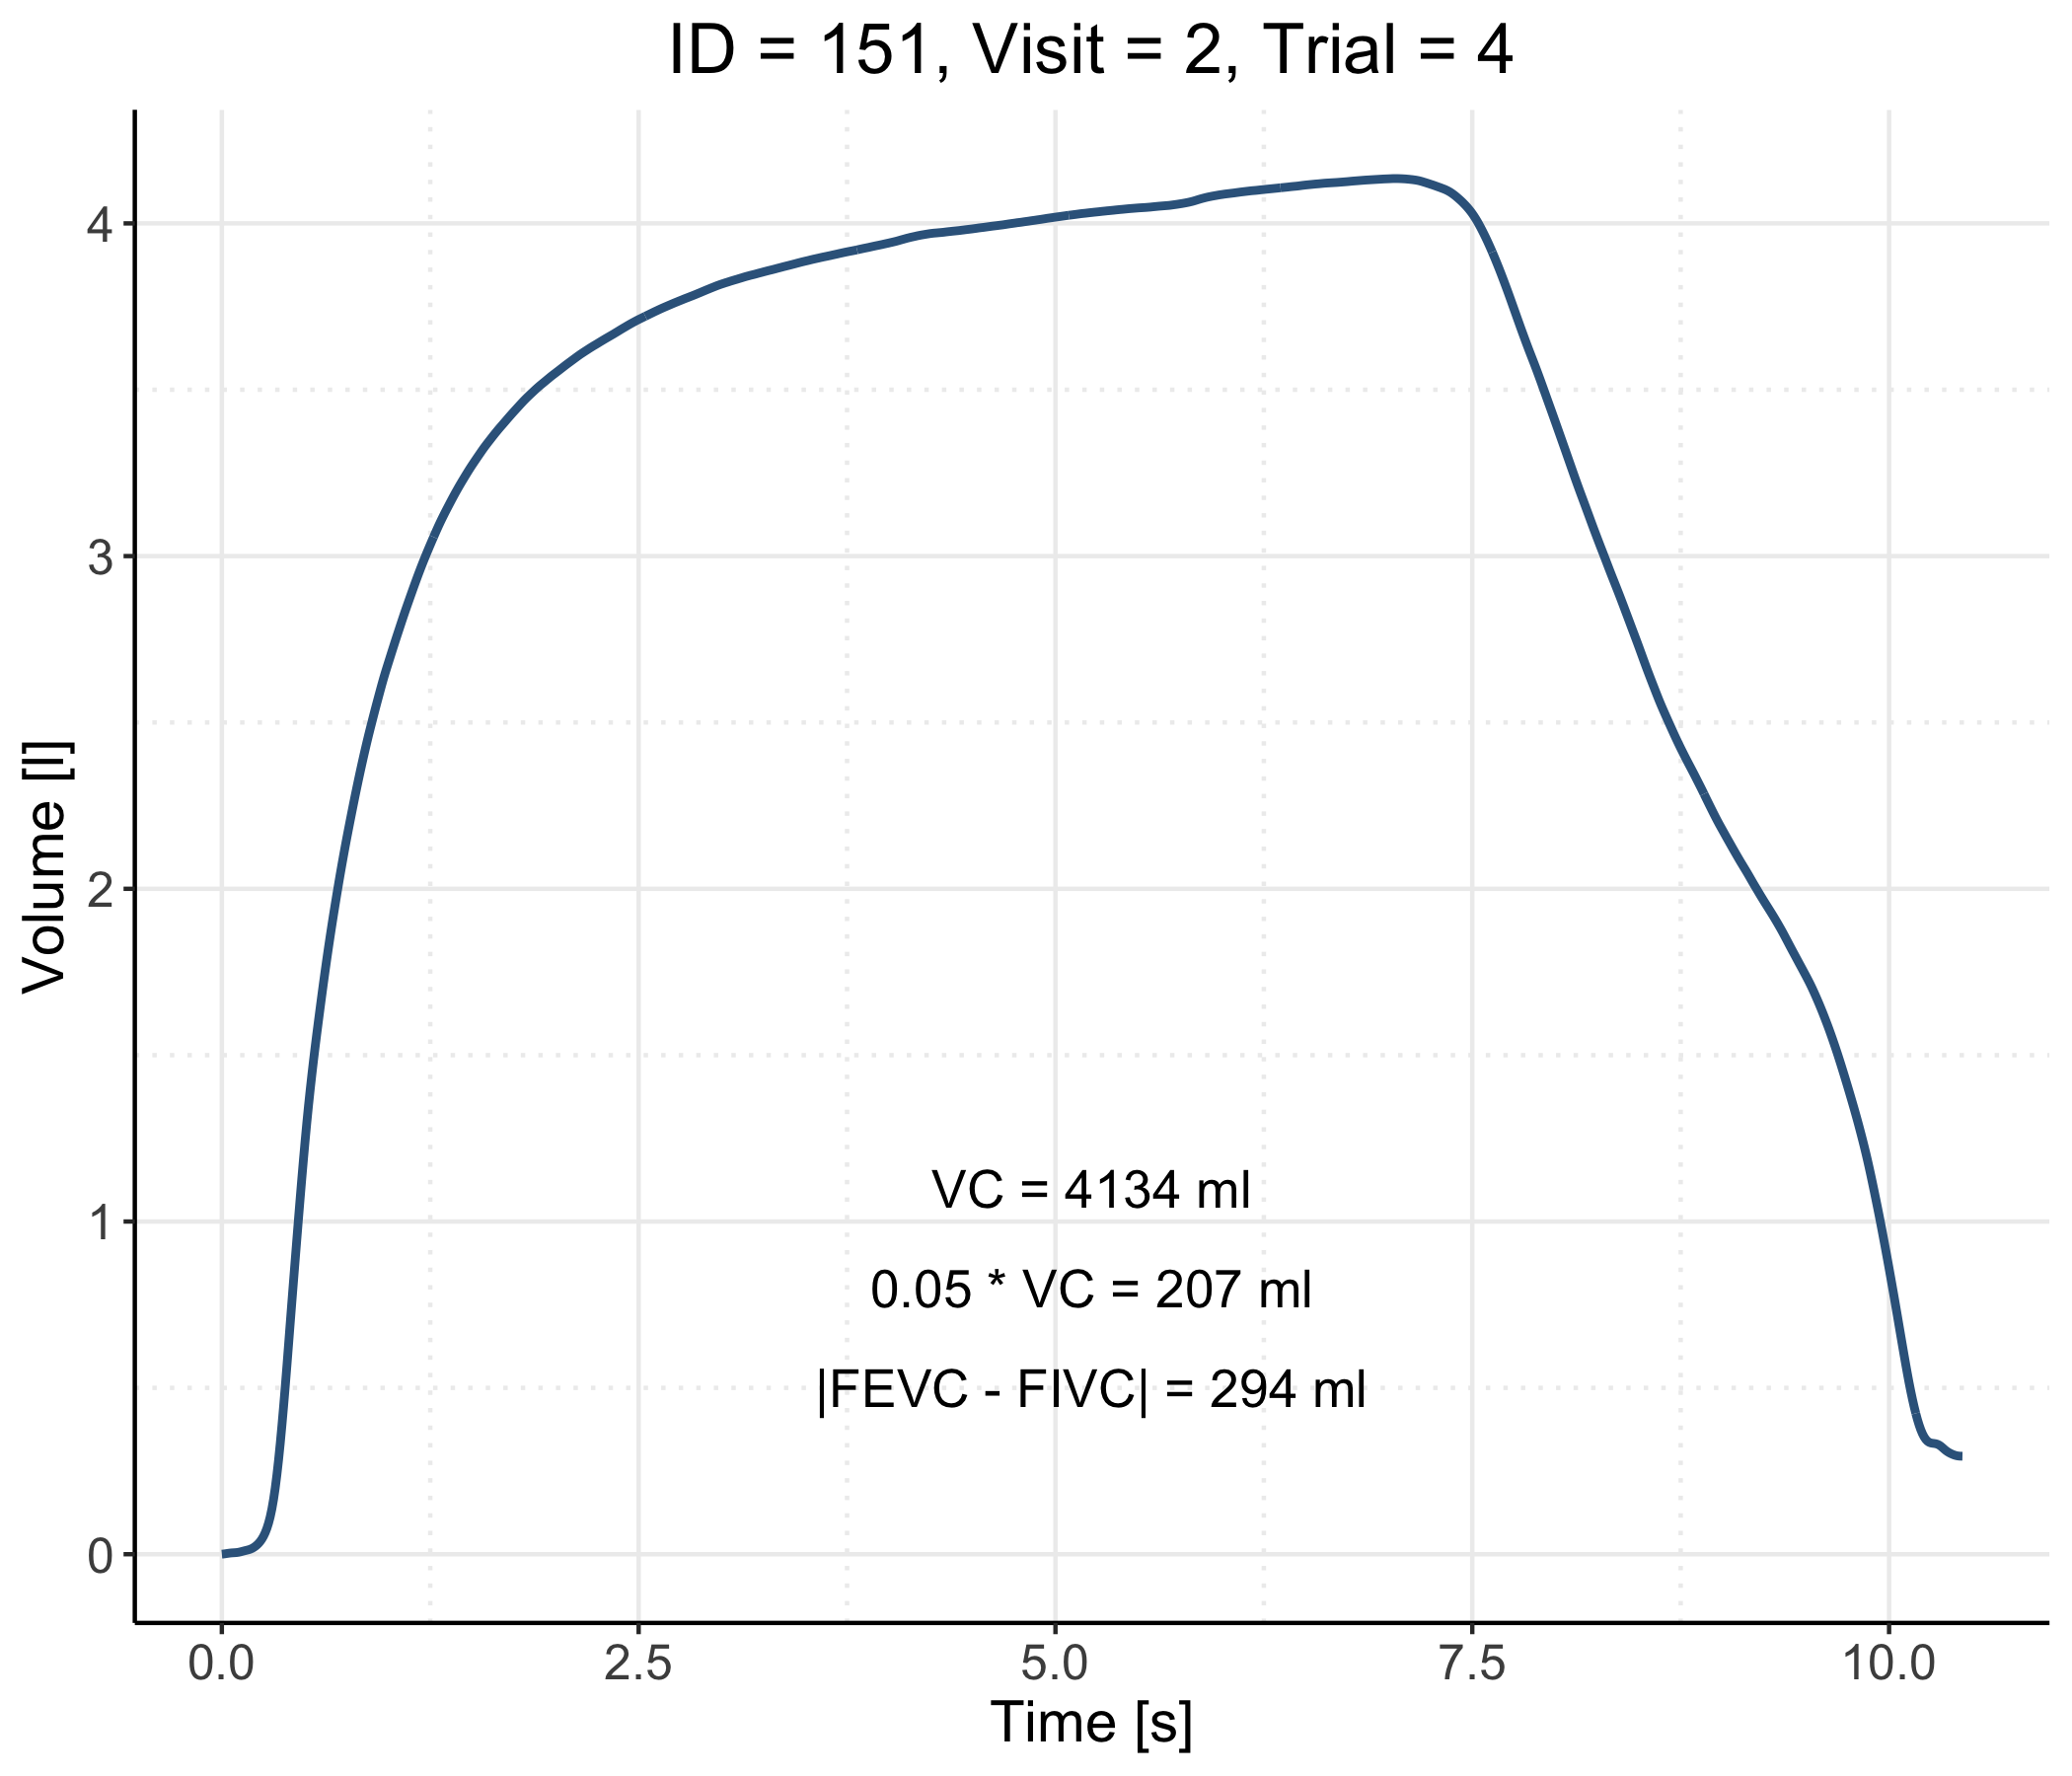 ID = 151, Visit = 2, Trial = 4
Volume [l]
4
3
2
1
0
VC = 4134 ml
0.05 * VC = 207 ml
|FEVC - FIVC| = 294 ml
0.0 2.5 5.0 7.5 10.0
Time [s]